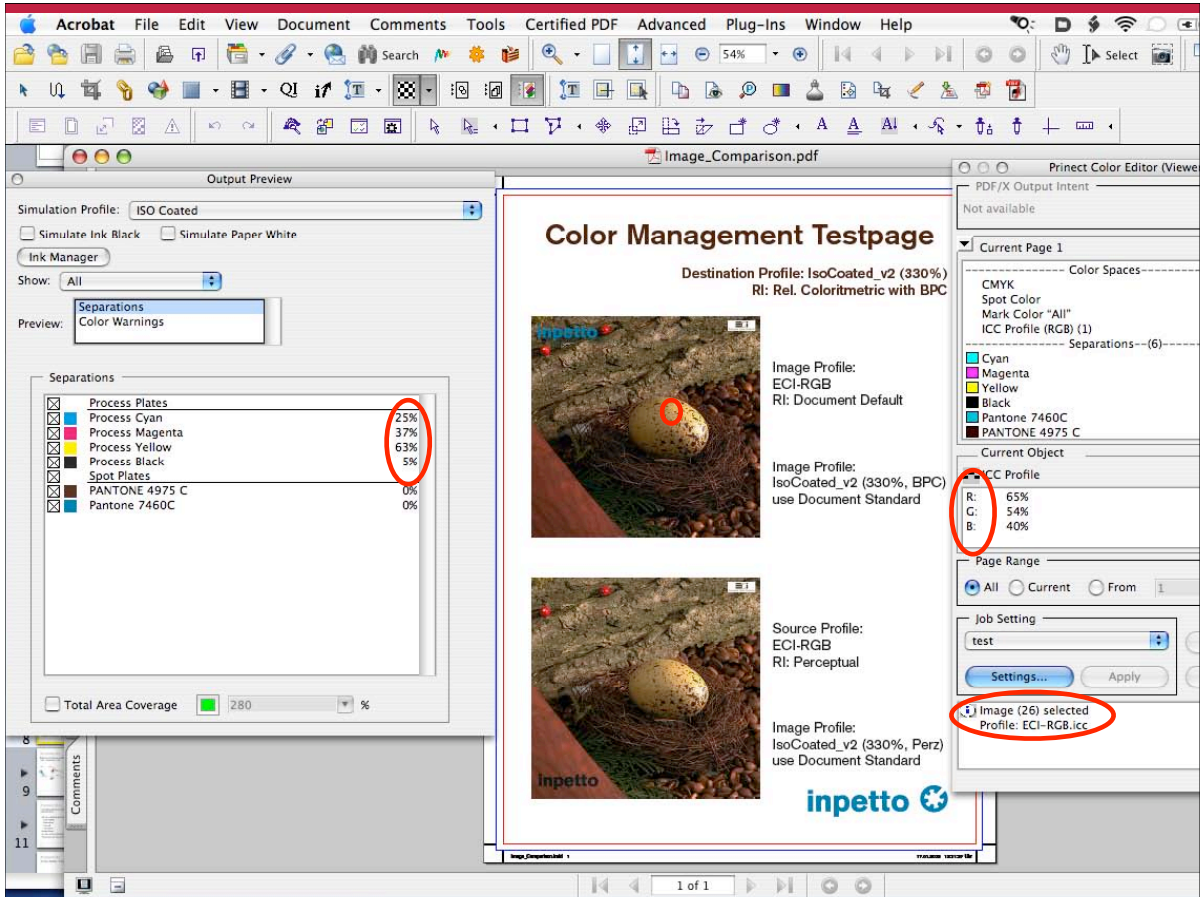 Acrobat File Edit View Document Comments Tools Certified PDF Advanced Plug-Ins Window Help
Search 54% Select
QI
Image_Comparison.pdf
Output Preview
Simulation Profile: ISO Coated
Simulate Ink Black Simulate Paper White
Ink Manager
Show: All
Preview: Separations
Color Warnings
Separations
Process Plates
Process Cyan 25%
Process Magenta 37%
Process Yellow 63%
Process Black 5%
Spot Plates
PANTONE 4975 C 0%
Pantone 7460C 0%
Total Area Coverage 280 %
8
9
11
Comments
Color Management Testpage
Destination Profile: IsoCoated_v2 (330%)
RI: Rel. Coloritmetric with BPC
inpetto
Image Profile:
ECI-RGB
RI: Document Default
Image Profile:
IsoCoated_v2 (330%, BPC)
use Document Standard
Source Profile:
ECI-RGB
RI: Perceptual
Image Profile:
IsoCoated_v2 (330%, Perz)
use Document Standard
inpetto
inpetto
Image_Comparison.indd 1
1 of 1
Prinect Color Editor (Viewer
PDF/X Output Intent
Not available
Current Page 1
Color Spaces
CMYK
Spot Color
Mark Color "All"
ICC Profile (RGB) (1)
Separations--(6)
Cyan
Magenta
Yellow
Black
Pantone 7460C
PANTONE 4975 C
Current Object
ICC Profile
R: 65%
G: 54%
B: 40%
Page Range
All Current From 1
Job Setting
test
Settings... Apply
Image (26) selected
Profile: ECI-RGB.icc